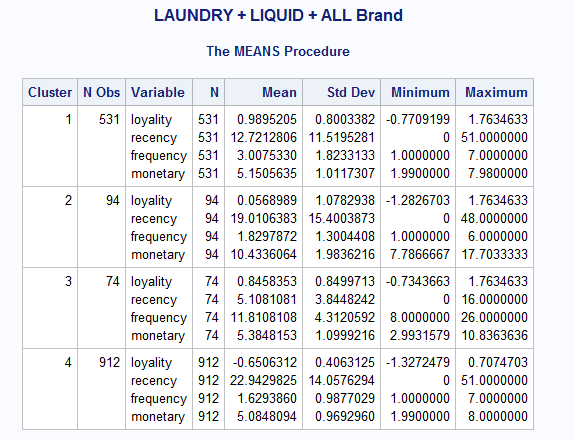 LAUNDRY + LIQUID + ALL Brand
The MEANS Procedure
Cluster N Obs Variable N Mean Std Dev Minimum Maximum
1 531 loyality 531 0.9895205 0.8003382 -0.7709199 1.7634633
recency 531 12.7212806 11.5195281 0 51.0000000
frequency 531 3.0075330 1.8233133 1.0000000 7.0000000
monetary 531 5.1505635 1.0117307 1.9900000 7.9800000
2 94 loyality 94 0.0568989 1.0782938 -1.2826703 1.7634633
recency 94 19.0106383 15.4003873 0 48.0000000
frequency 94 1.8297872 1.3004408 1.0000000 6.0000000
monetary 94 10.4336064 1.9836216 7.7866667 17.7033333
3 74 loyality 74 0.8458353 0.8499713 -0.7343663 1.7634633
recency 74 5.1081081 3.8448242 0 16.0000000
frequency 74 11.8108108 4.3120592 8.0000000 26.0000000
monetary 74 5.3848153 1.0999216 2.9931579 10.8363636
4 912 loyality 912 -0.6506312 0.4063125 -1.3272479 0.7074703
recency 912 22.9429825 14.0576294 0 51.0000000
frequency 912 1.6293860 0.9877029 1.0000000 7.0000000
monetary 912 5.0848094 0.9692960 1.9900000 8.0000000